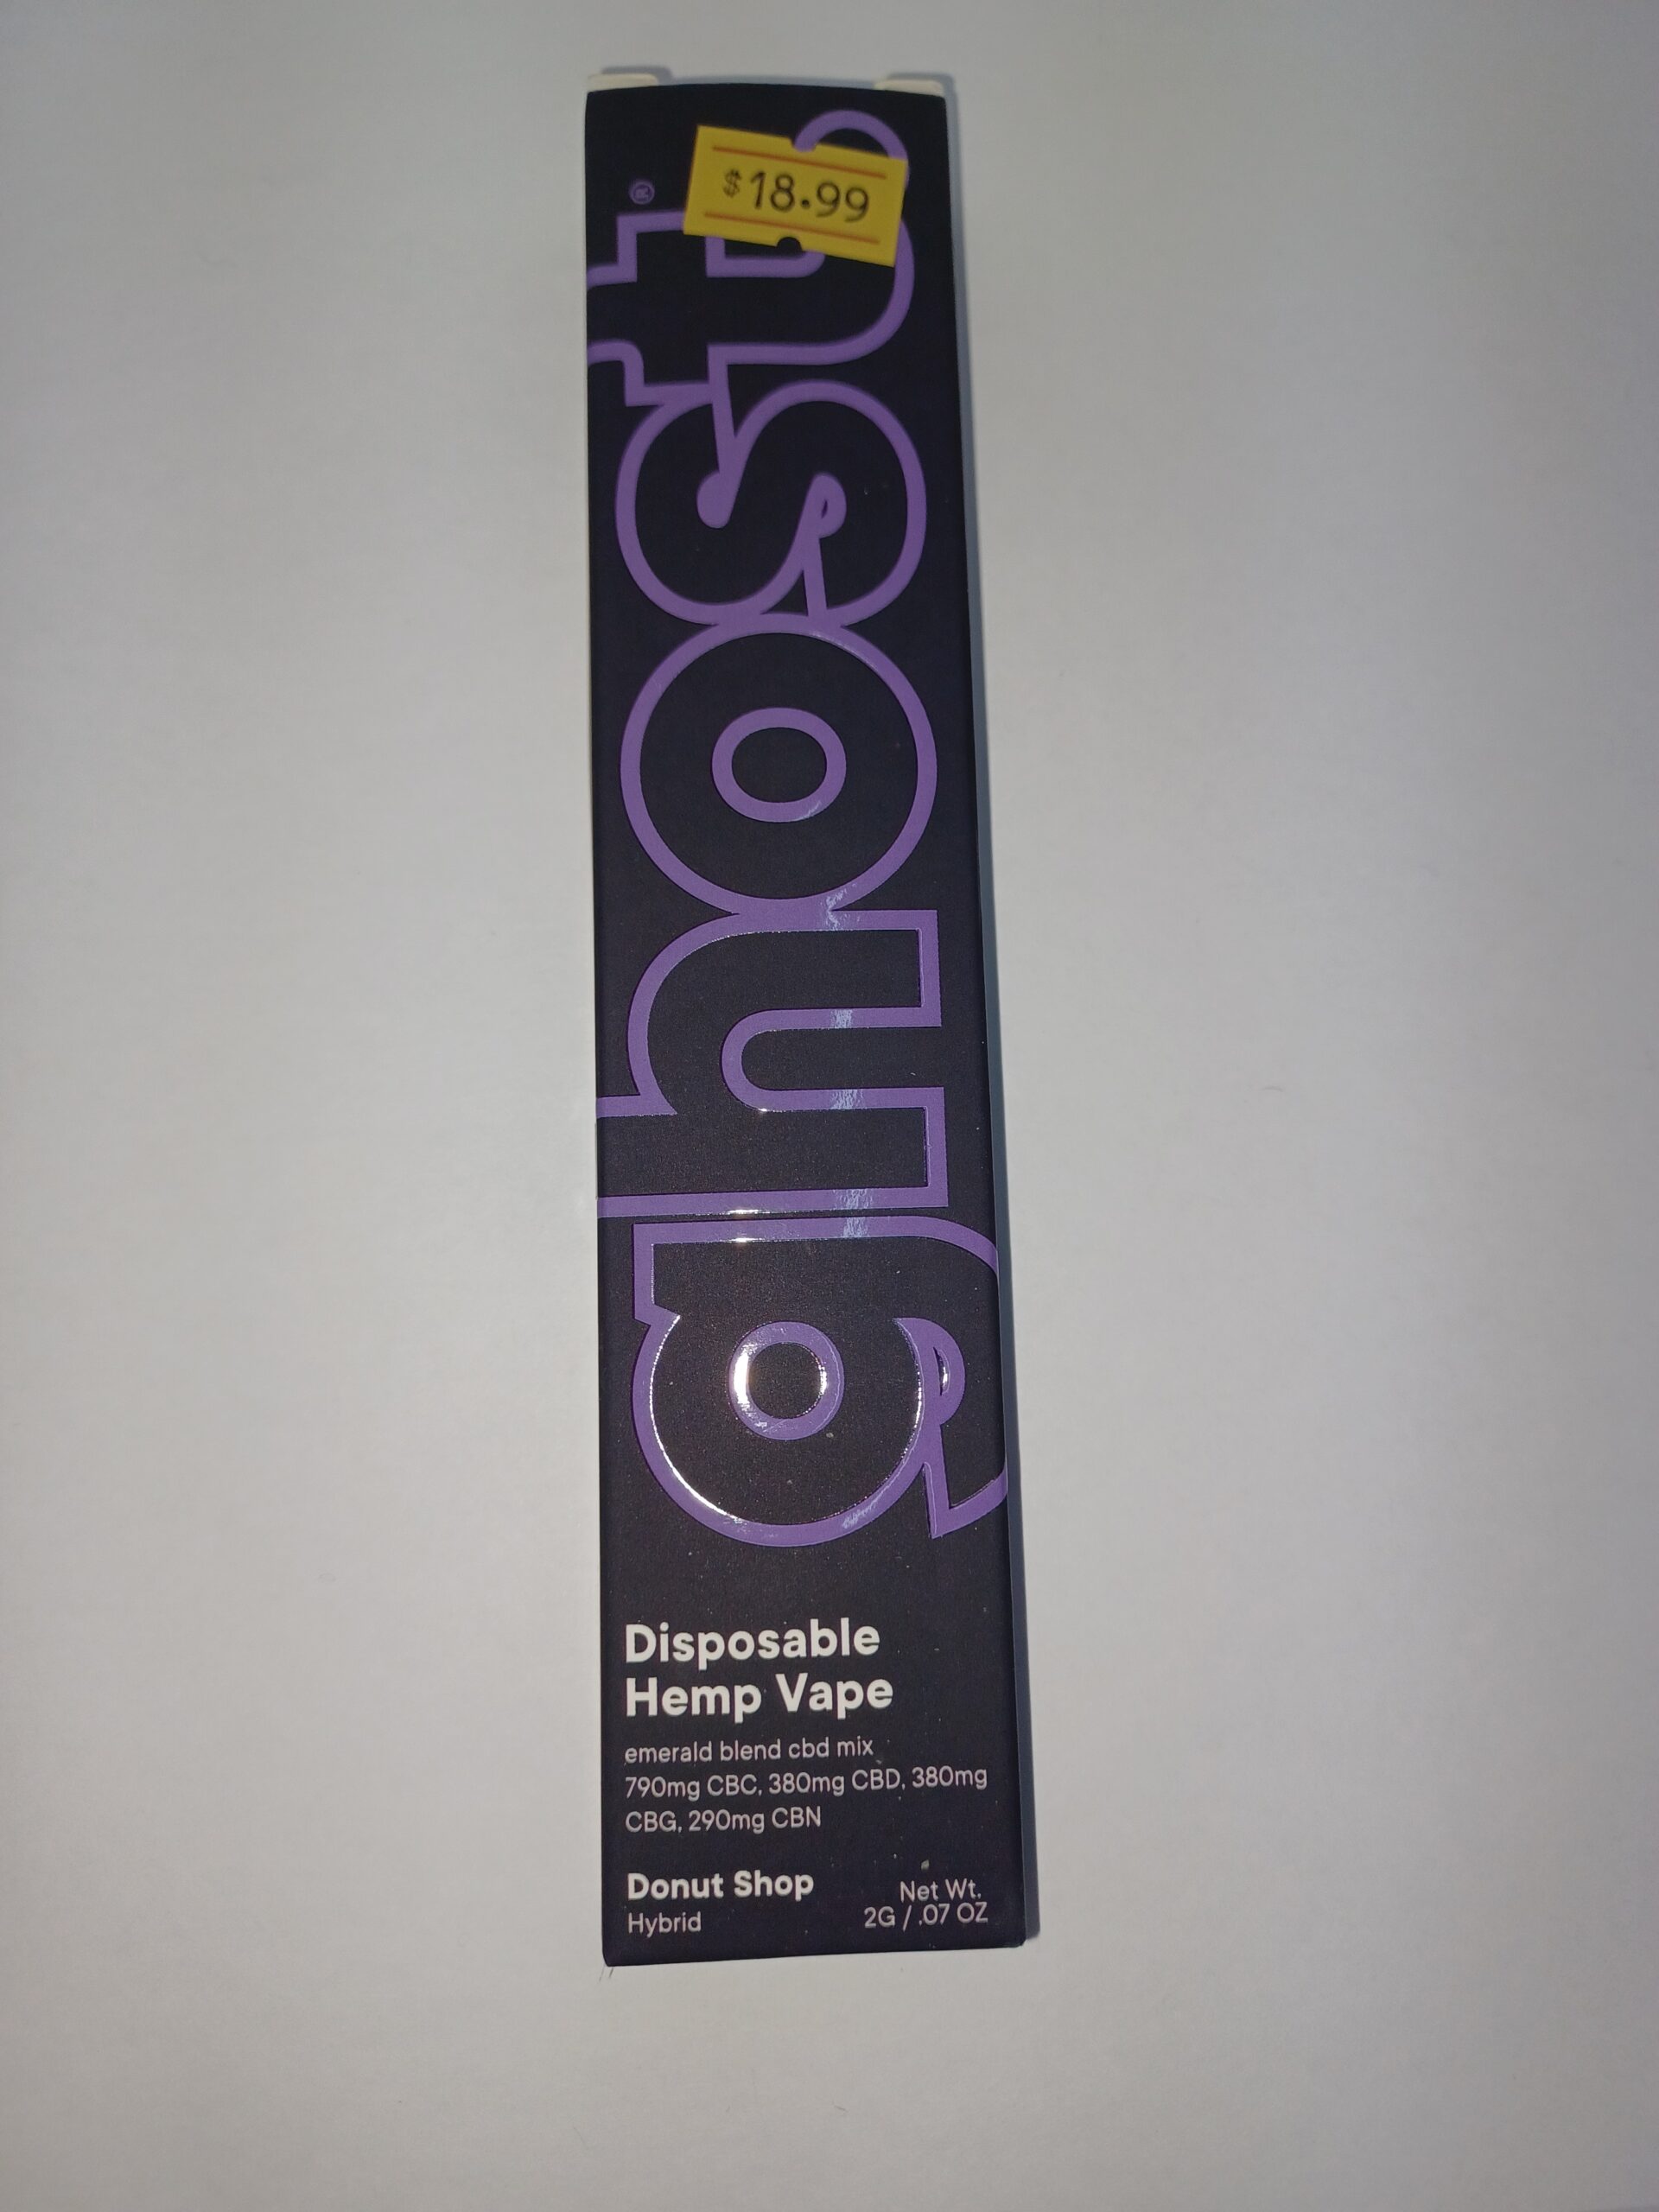 $18.99
ghost®
Disposable
Hemp Vape
emerald blend cbd mix
790mg CBC, 380mg CBD, 380mg
CBG, 290mg CBN
Donut Shop
Hybrid
Net Wt.
2G / .07 OZ